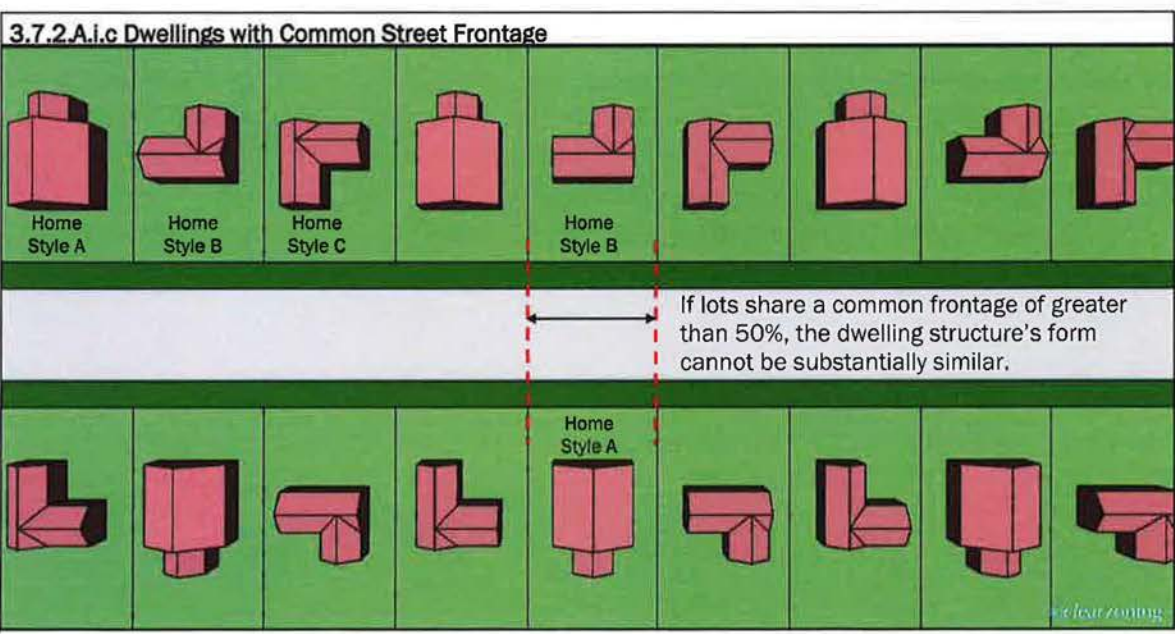 3.7.2.A.i.c Dwellings with Common Street Frontage
Home
Style A
Home
Style B
Home
Style C
Home
Style B
If lots share a common frontage of greater
than 50%, the dwelling structure's form
cannot be substantially similar.
Home
Style A
clearzoning